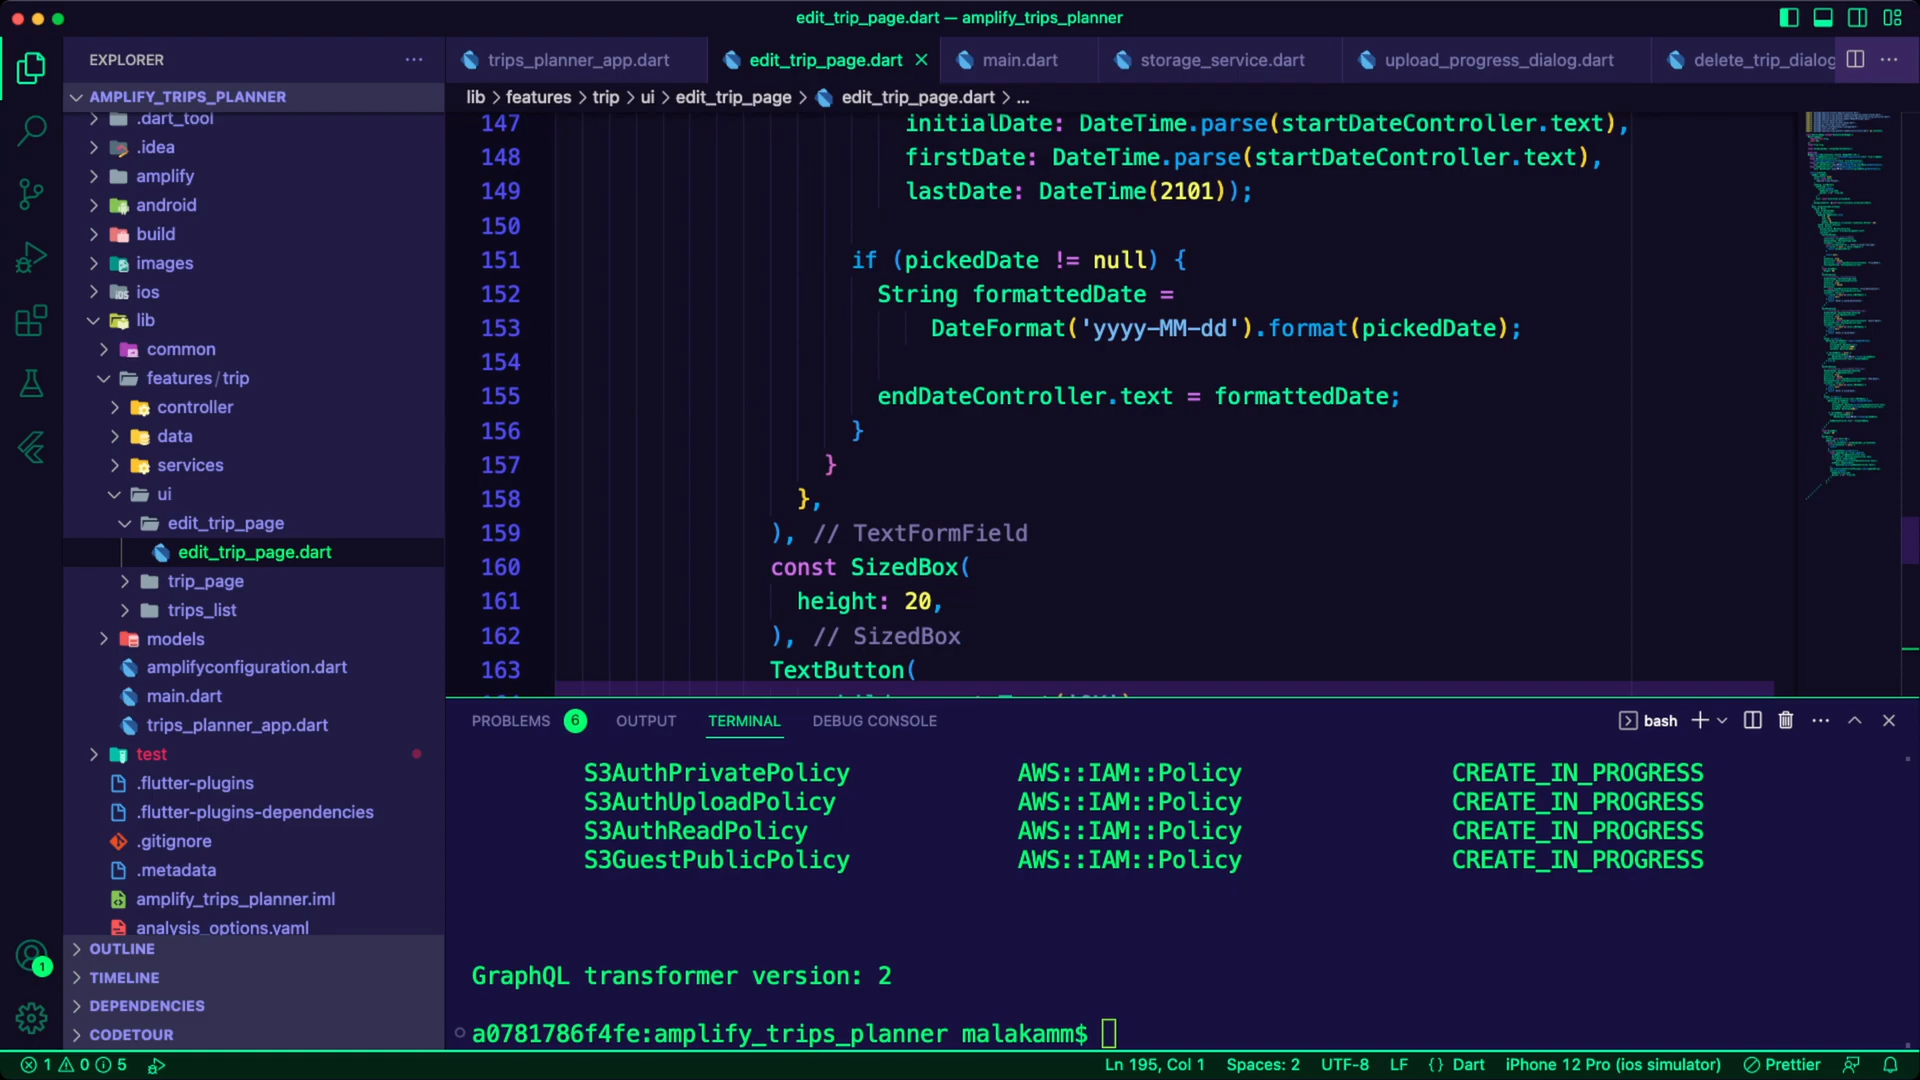 edit_trip_page.dart — amplify_trips_planner
EXPLORER
trips_planner_app.dart
edit_trip_page.dart
main.dart
storage_service.dart
upload_progress_dialog.dart
delete_trip_dialog
AMPLIFY_TRIPS_PLANNER
lib > features > trip > ui > edit_trip_page > edit_trip_page.dart > ...
.dart_tool
.idea
amplify
android
build
images
ios
lib
common
features/trip
controller
data
services
ui
edit_trip_page
edit_trip_page.dart
trip_page
trips_list
models
amplifyconfiguration.dart
main.dart
trips_planner_app.dart
test
.flutter-plugins
.flutter-plugins-dependencies
.gitignore
.metadata
amplify_trips_planner.iml
analysis_options.yaml
OUTLINE
TIMELINE
DEPENDENCIES
CODETOUR
147 initialDate: DateTime.parse(startDateController.text),
148 firstDate: DateTime.parse(startDateController.text),
149 lastDate: DateTime(2101));
150
151 if (pickedDate != null) {
152 String formattedDate =
153 DateFormat('yyyy-MM-dd').format(pickedDate);
154
155 endDateController.text = formattedDate;
156 }
157 }
158 },
159 ), // TextFormField
160 const SizedBox(
161 height: 20,
162 ), // SizedBox
163 TextButton(
PROBLEMS 6 OUTPUT TERMINAL DEBUG CONSOLE
bash
S3AuthPrivatePolicy AWS::IAM::Policy CREATE_IN_PROGRESS
S3AuthUploadPolicy AWS::IAM::Policy CREATE_IN_PROGRESS
S3AuthReadPolicy AWS::IAM::Policy CREATE_IN_PROGRESS
S3GuestPublicPolicy AWS::IAM::Policy CREATE_IN_PROGRESS
GraphQL transformer version: 2
a0781786f4fe:amplify_trips_planner malakamm$
1
1 0 5
Ln 195, Col 1 Spaces: 2 UTF-8 LF {} Dart iPhone 12 Pro (ios simulator) Prettier